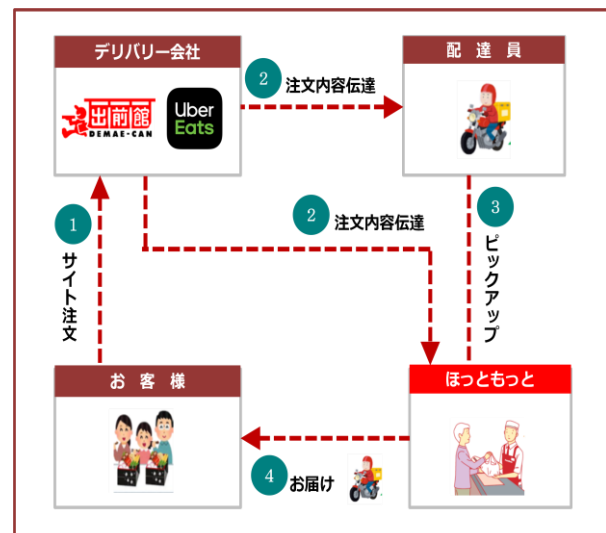 デリバリー会社
出前館
DEMAE-CAN
Uber
Eats
2 注文内容伝達
配達員
2 注文内容伝達
1
サイト注文
3
ピックアップ
お客様
ほっともっと
4 お届け